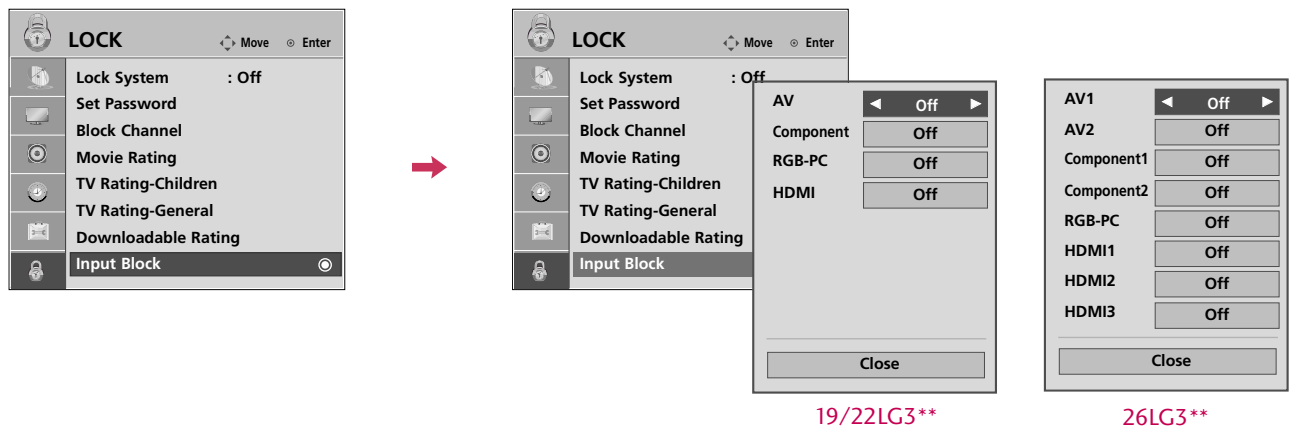 LOCK
Move
Enter
Lock System : Off
Set Password
Block Channel
Movie Rating
TV Rating-Children
TV Rating-General
Downloadable Rating
Input Block
LOCK
Move
Enter
Lock System : Off
Set Password
Block Channel
Movie Rating
TV Rating-Children
TV Rating-General
Downloadable Rating
Input Block
AV ◀ Off ▶
Component Off
RGB-PC Off
HDMI Off
Close
19/22LG3**
AV1 ◀ Off ▶
AV2 Off
Component1 Off
Component2 Off
RGB-PC Off
HDMI1 Off
HDMI2 Off
HDMI3 Off
Close
26LG3**